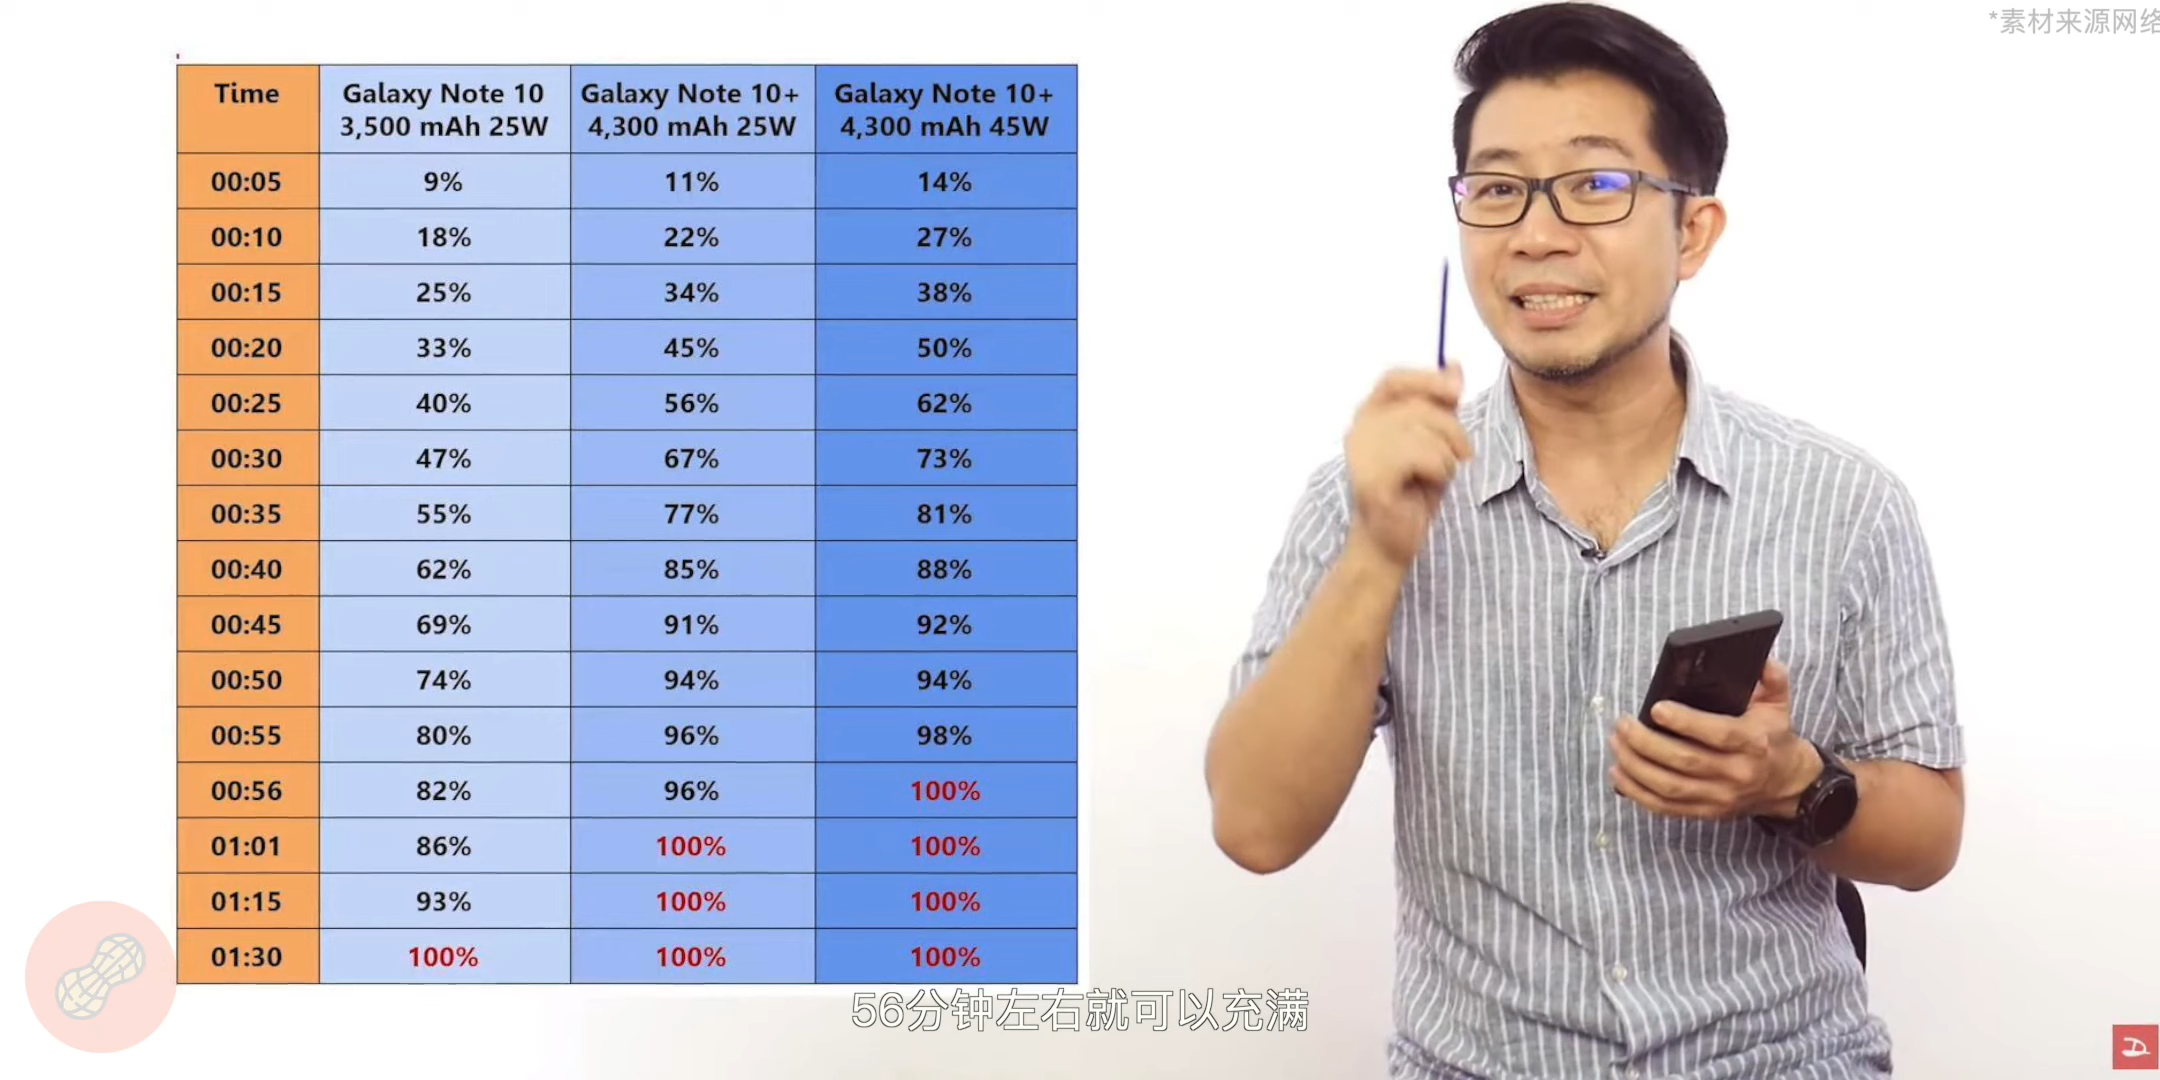 *素材来源网络
Time Galaxy Note 10 3,500 mAh 25W Galaxy Note 10+ 4,300 mAh 25W Galaxy Note 10+ 4,300 mAh 45W
00:05 9% 11% 14%
00:10 18% 22% 27%
00:15 25% 34% 38%
00:20 33% 45% 50%
00:25 40% 56% 62%
00:30 47% 67% 73%
00:35 55% 77% 81%
00:40 62% 85% 88%
00:45 69% 91% 92%
00:50 74% 94% 94%
00:55 80% 96% 98%
00:56 82% 96% 100%
01:01 86% 100% 100%
01:15 93% 100% 100%
01:30 100% 100% 100%
56分钟左右就可以充满